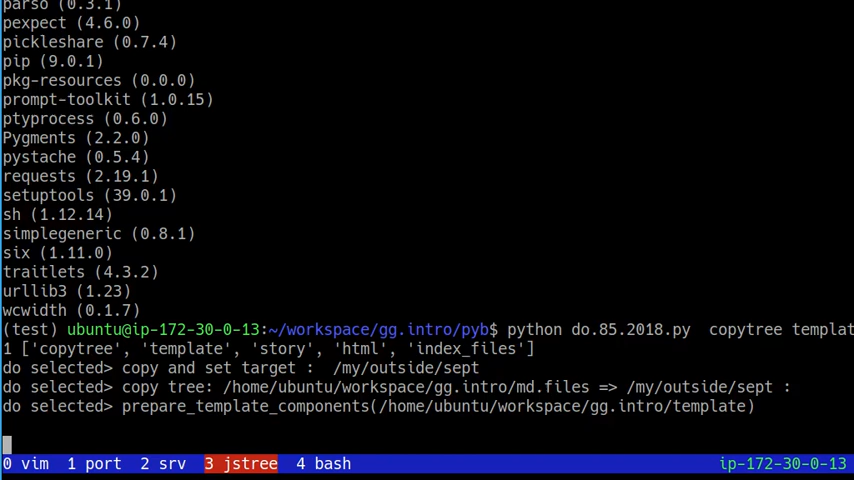 parso (0.3.1)
pexpect (4.6.0)
pickleshare (0.7.4)
pip (9.0.1)
pkg-resources (0.0.0)
prompt-toolkit (1.0.15)
ptyprocess (0.6.0)
Pygments (2.2.0)
pystache (0.5.4)
requests (2.19.1)
setuptools (39.0.1)
sh (1.12.14)
simplegeneric (0.8.1)
six (1.11.0)
traitlets (4.3.2)
urllib3 (1.23)
wcwidth (0.1.7)
(test) ubuntu@ip-172-30-0-13:~/workspace/gg.intro/pyb$ python do.85.2018.py  copytree templat
1 ['copytree', 'template', 'story', 'html', 'index_files']
do selected> copy and set target :  /my/outside/sept
do selected> copy tree: /home/ubuntu/workspace/gg.intro/md.files => /my/outside/sept :
do selected> prepare_template_components(/home/ubuntu/workspace/gg.intro/template)
0 vim  1 port  2 srv  3 jstree  4 bash ip-172-30-0-13